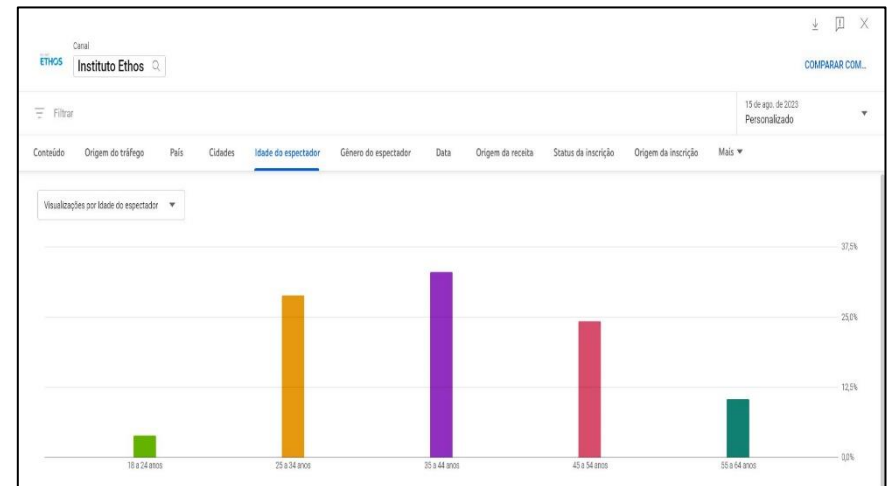 Canal
ETHOS
Instituto Ethos
COMPARAR COM...
Filtrar
15 de ago. de 2023
Personalizado
Conteúdo Origem do tráfego País Cidades Idade do espectador Gênero do espectador Data Origem da receita Status da inscrição Origem da inscrição Mais
Visualizações por Idade do espectador
37,5%
25,0%
12,5%
0,0%
18 a 24 anos 25 a 34 anos 35 a 44 anos 45 a 54 anos 55 a 64 anos